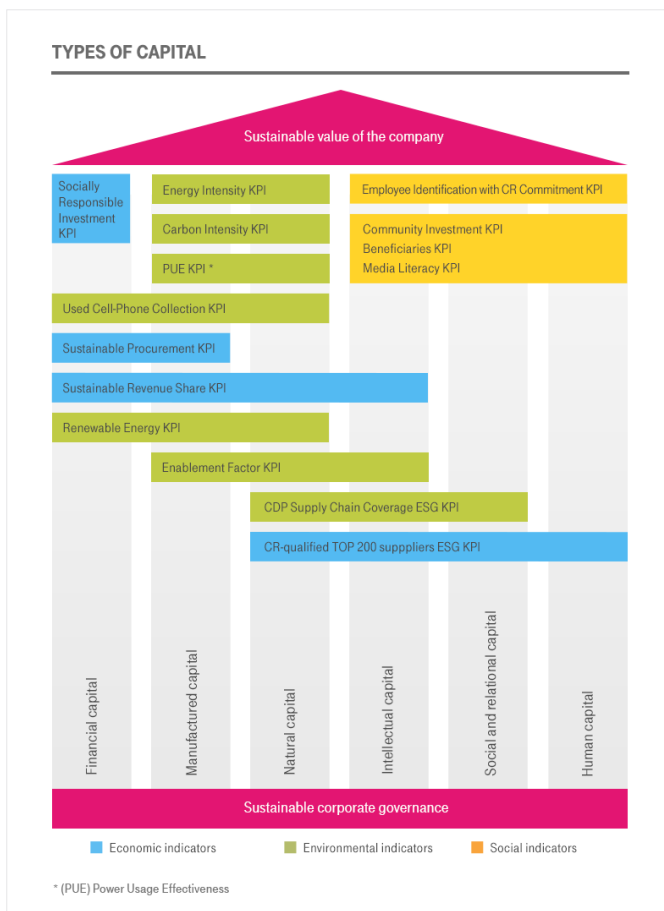 TYPES OF CAPITAL
Sustainable value of the company
Socially
Responsible
Investment
KPI
Energy Intensity KPI
Carbon Intensity KPI
PUE KPI *
Employee Identification with CR Commitment KPI
Community Investment KPI
Beneficiaries KPI
Media Literacy KPI
Used Cell-Phone Collection KPI
Sustainable Procurement KPI
Sustainable Revenue Share KPI
Renewable Energy KPI
Enablement Factor KPI
CDP Supply Chain Coverage ESG KPI
CR-qualified TOP 200 supppliers ESG KPI
Financial capital
Manufactured capital
Natural capital
Intellectual capital
Social and relational capital
Human capital
Sustainable corporate governance
Economic indicators
Environmental indicators
Social indicators
* (PUE) Power Usage Effectiveness